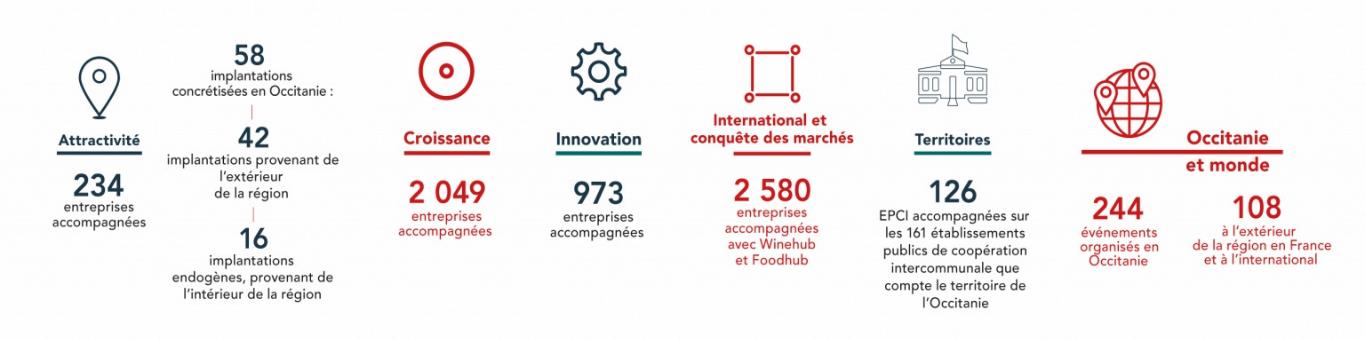 Attractivité
234
entreprises
accompagnées
58
implantations
concrétisées en Occitanie :
42
implantations provenant de
l'extérieur
de la région
16
implantations
endogènes, provenant de
l'intérieur de la région
Croissance
2 049
entreprises
accompagnées
Innovation
973
entreprises
accompagnées
International et
conquête des marchés
2 580
entreprises
accompagnées
avec Winehub
et Foodhub
Territoires
126
EPCI accompagnées sur
les 161 établissements
publics de coopération
intercommunale que
compte le territoire de
l'Occitanie
Occitanie
et monde
244
événements
organisés en
Occitanie
108
à l'extérieur
de la région en France
et à l'international